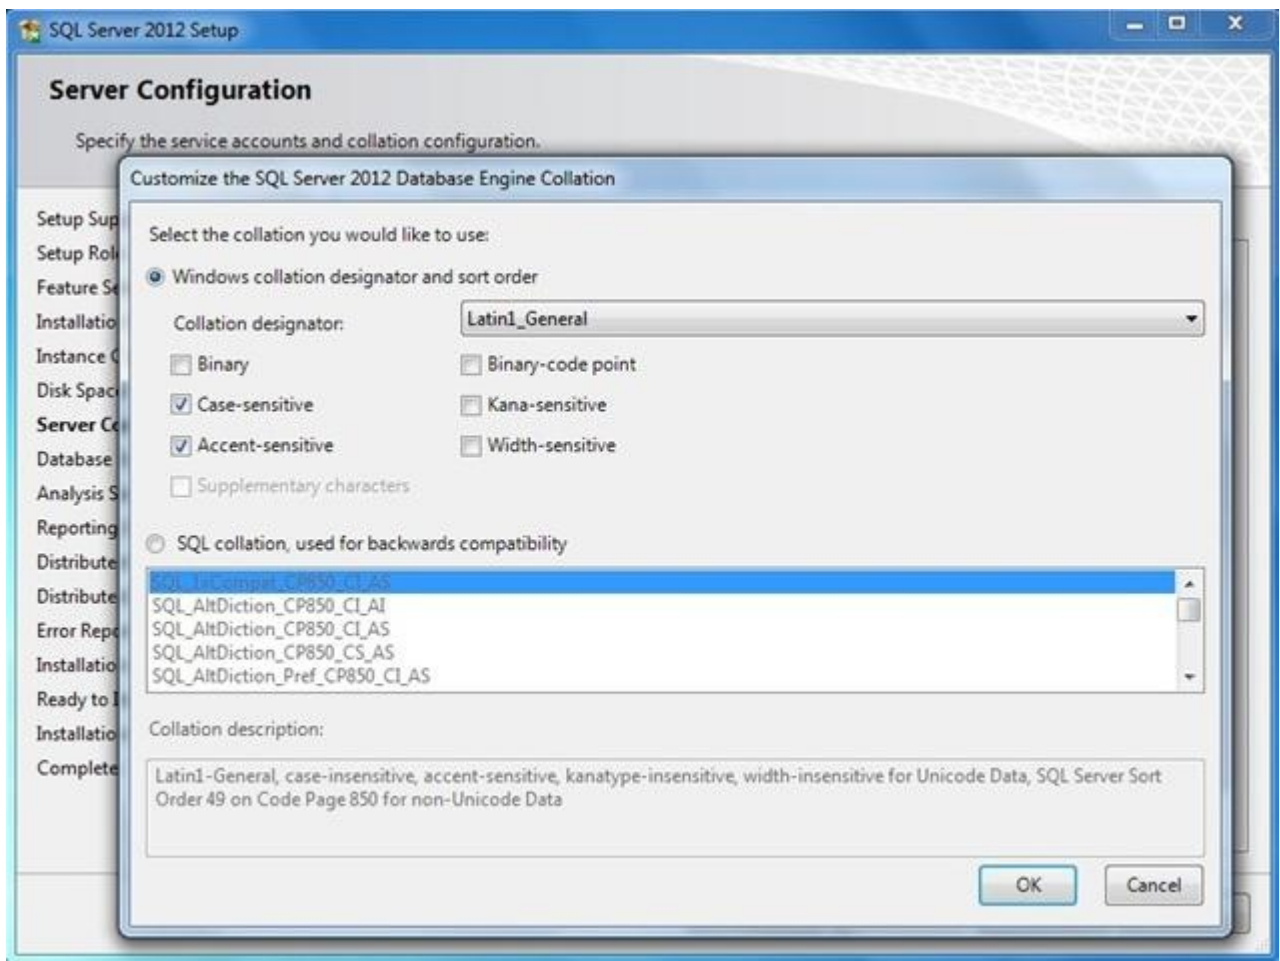 SQL Server 2012 Setup
Server Configuration
Specify the service accounts and collation configuration.
Customize the SQL Server 2012 Database Engine Collation
Setup Sup
Setup Rol
Feature Se
Installatio
Instance C
Disk Spac
Server Co
Database
Analysis S
Reporting
Distribute
Distribute
Error Repo
Installatio
Ready to I
Installatio
Complete
Select the collation you would like to use:
Windows collation designator and sort order
Collation designator: Latin1_General
Binary Binary-code point
Case-sensitive Kana-sensitive
Accent-sensitive Width-sensitive
Supplementary characters
SQL collation, used for backwards compatibility
SQL_1xCompat_CP850_CI_AS
SQL_AltDiction_CP850_CI_AI
SQL_AltDiction_CP850_CI_AS
SQL_AltDiction_CP850_CS_AS
SQL_AltDiction_Pref_CP850_CI_AS
Collation description:
Latin1-General, case-insensitive, accent-sensitive, kanatype-insensitive, width-insensitive for Unicode Data, SQL Server Sort
Order 49 on Code Page 850 for non-Unicode Data
OK Cancel